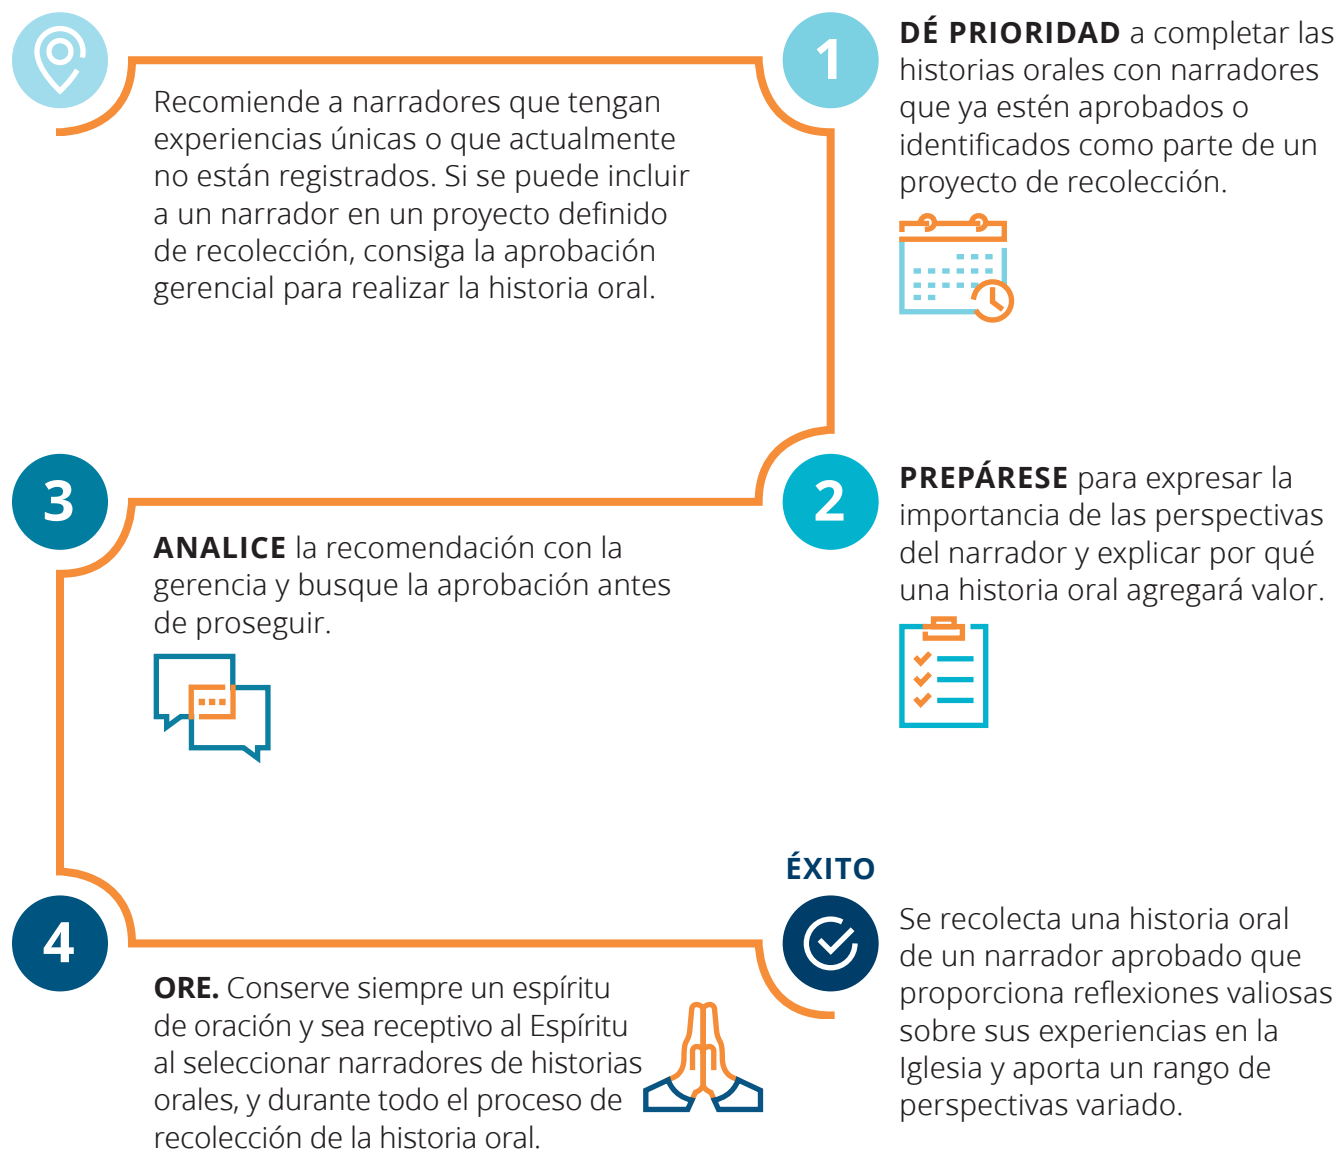 Recomiende a narradores que tengan
experiencias únicas o que actualmente
no están registrados. Si se puede incluir
a un narrador en un proyecto definido
de recolección, consiga la aprobación
gerencial para realizar la historia oral.
1
DÉ PRIORIDAD a completar las
historias orales con narradores
que ya estén aprobados o
identificados como parte de un
proyecto de recolección.
2
PREPÁRESE para expresar la
importancia de las perspectivas
del narrador y explicar por qué
una historia oral agregará valor.
3
ANALICE la recomendación con la
gerencia y busque la aprobación antes
de proseguir.
4
ORE. Conserve siempre un espíritu
de oración y sea receptivo al Espíritu
al seleccionar narradores de historias
orales, y durante todo el proceso de
recolección de la historia oral.
ÉXITO
Se recolecta una historia oral
de un narrador aprobado que
proporciona reflexiones valiosas
sobre sus experiencias en la
Iglesia y aporta un rango de
perspectivas variado.